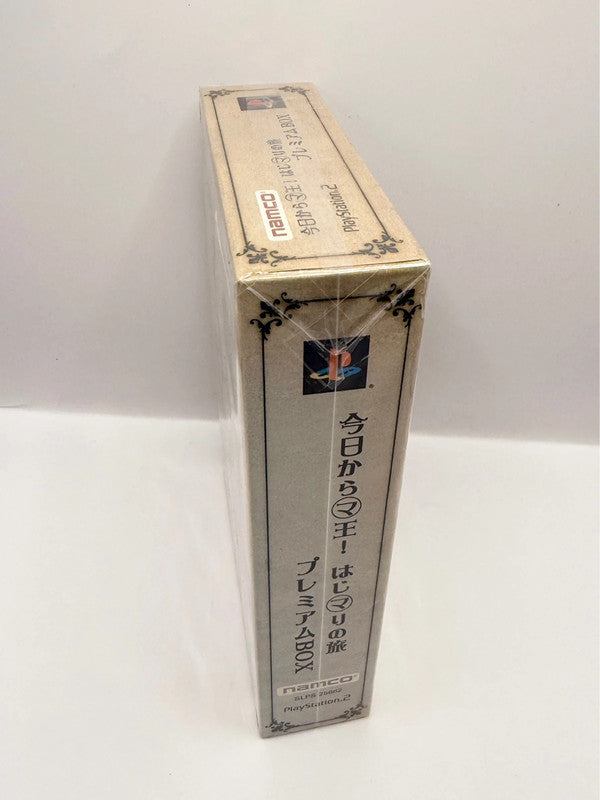 namco
今日から㋮王！はじ㋮りの旅
プレミアムBOX
PlayStation.2
今日から㋮王！ はじ㋮りの旅
プレミアムBOX
namco
SLPS 25662
PlayStation.2